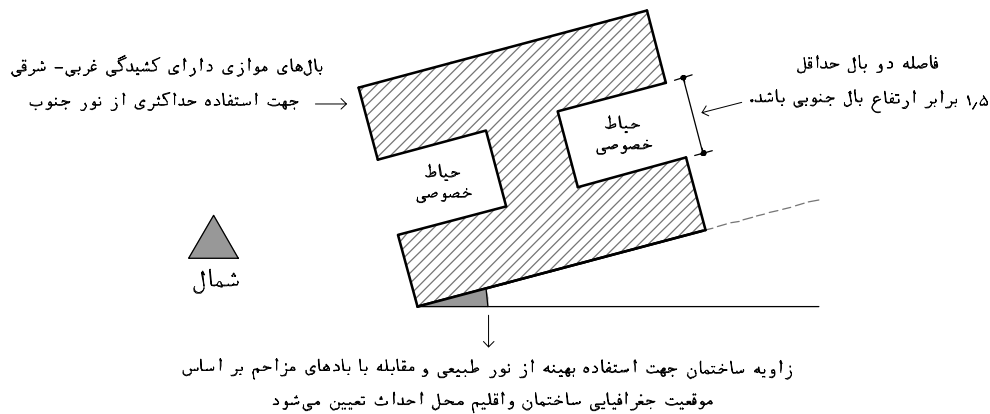 بال‌های موازی دارای کشیدگی غربی- شرقی
جهت استفاده حداکثری از نور جنوب
فاصله دو بال حداقل
۱٫۵ برابر ارتفاع بال جنوبی باشد.
حیاط
خصوصی
حیاط
خصوصی
شمال
زاویه ساختمان جهت استفاده بهینه از نور طبیعی و مقابله با بادهای مزاحم بر اساس
موقعیت جغرافیایی ساختمان واقلیم محل احداث تعیین می‌شود